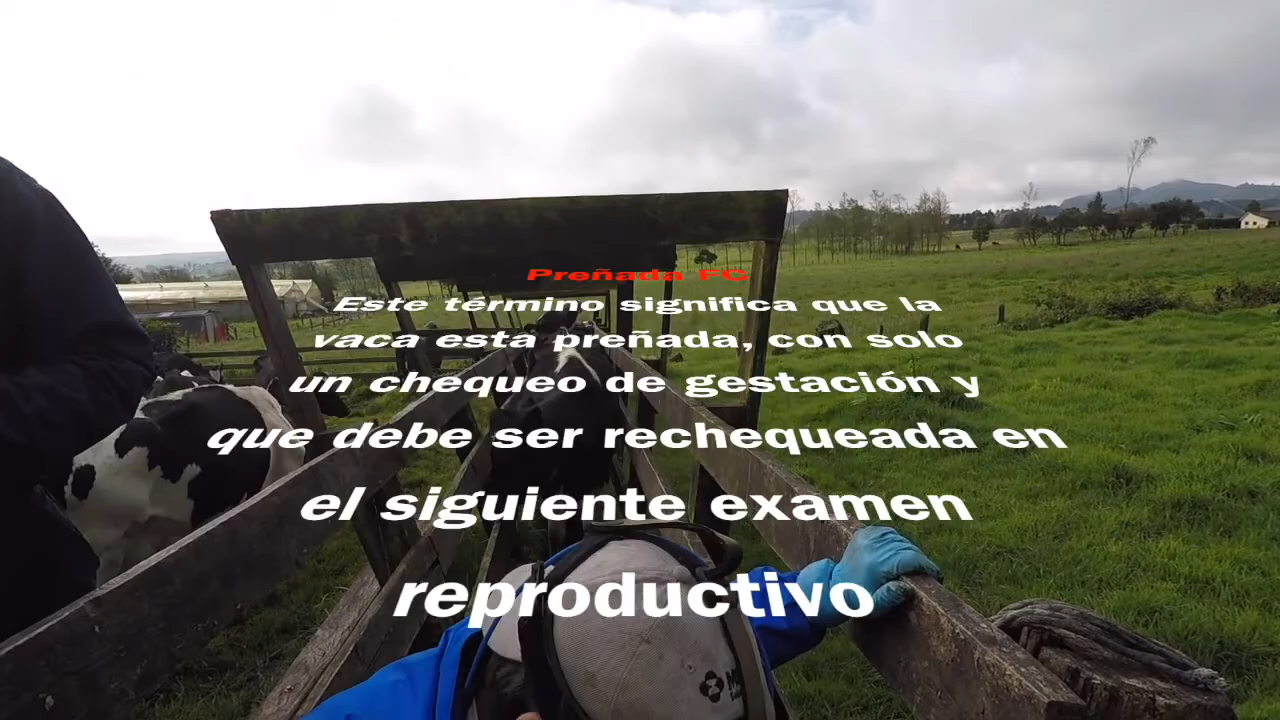 Preñada FC
Este término significa que la
vaca esta preñada, con solo
un chequeo de gestación y
que debe ser rechequeada en
el siguiente examen
reproductivo